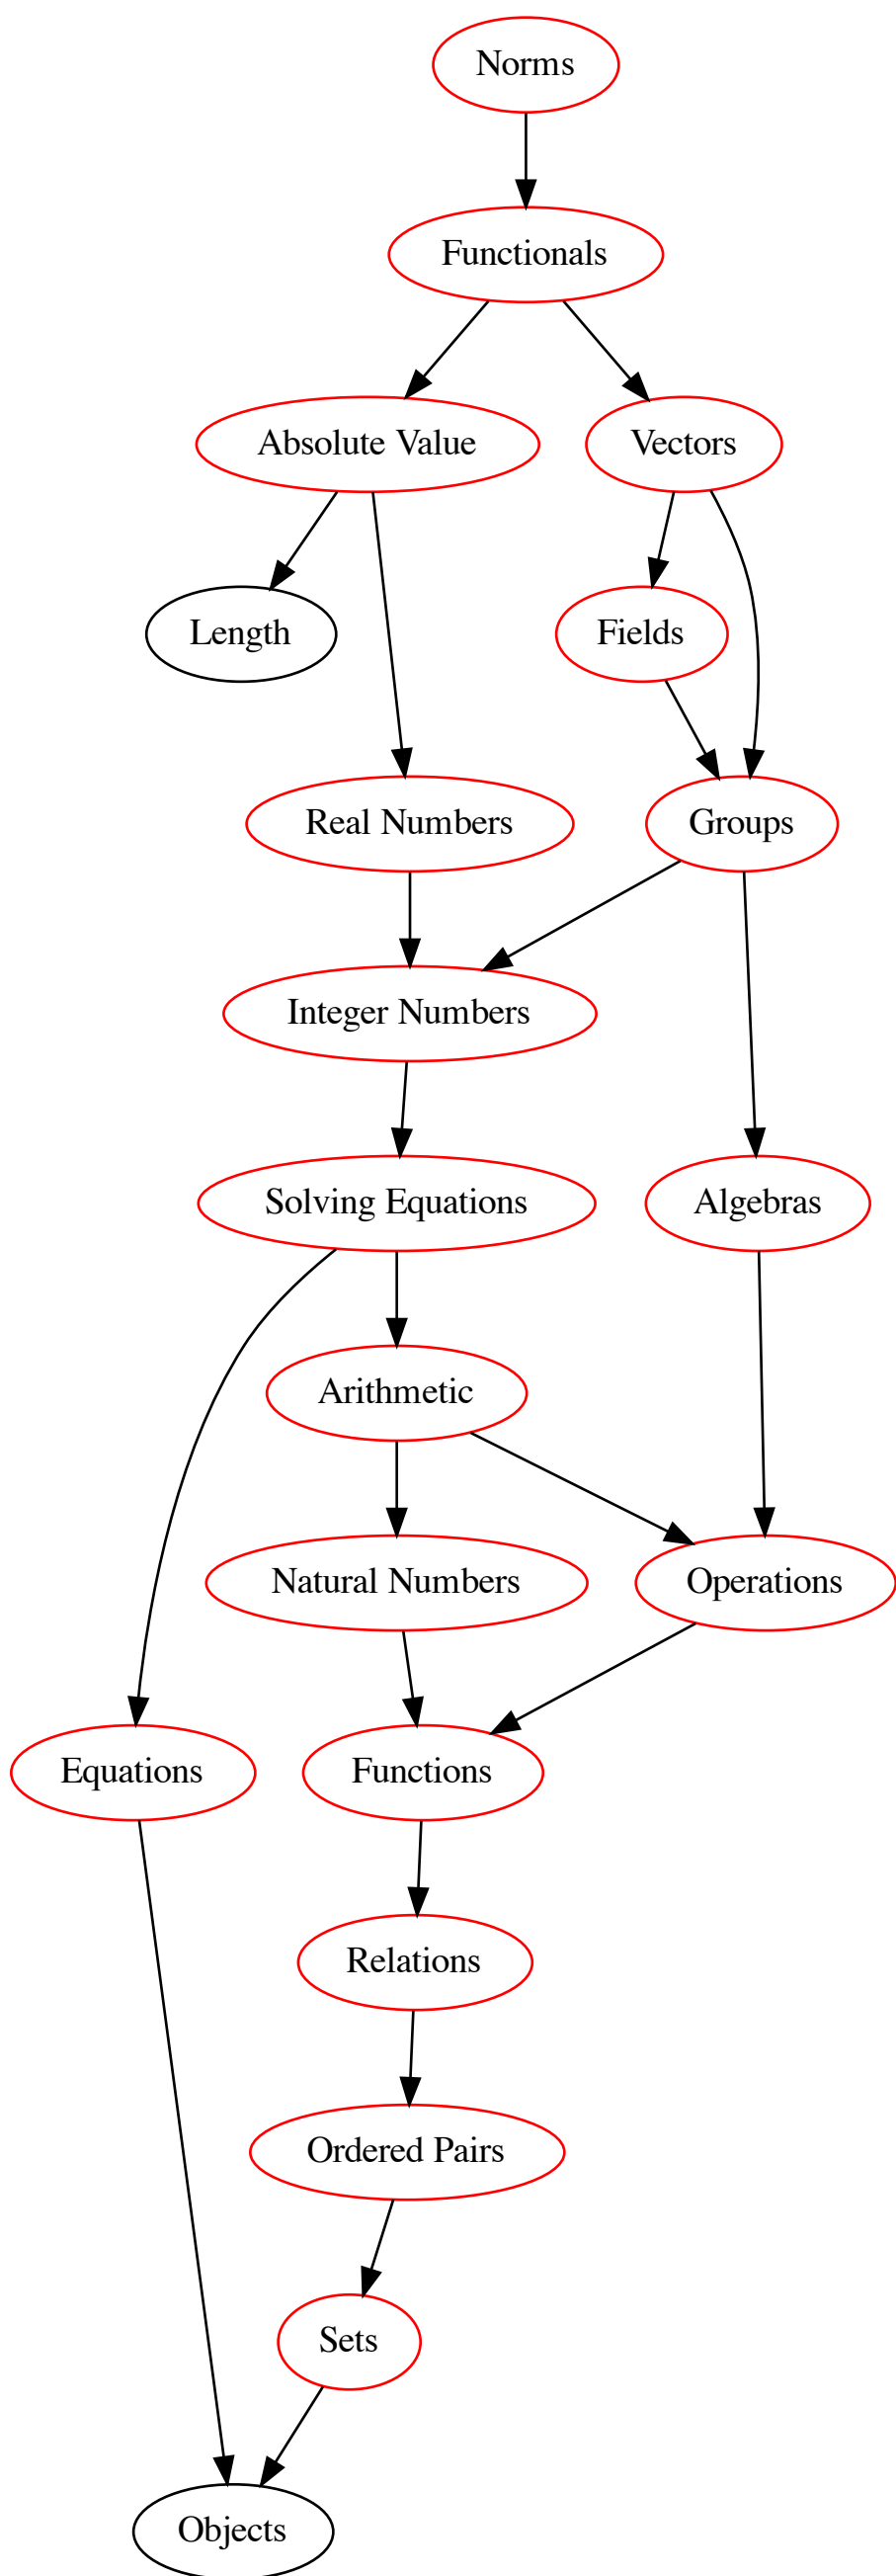 Norms
Functionals
Absolute Value
Vectors
Length
Fields
Real Numbers
Groups
Integer Numbers
Solving Equations
Algebras
Arithmetic
Natural Numbers
Operations
Equations
Functions
Relations
Ordered Pairs
Sets
Objects